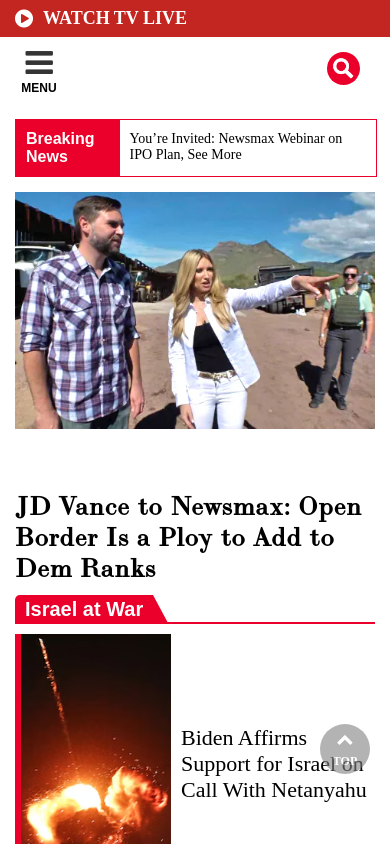 WATCH TV LIVE
MENU
Breaking
News
You’re Invited: Newsmax Webinar on
IPO Plan, See More
JD Vance to Newsmax: Open
Border Is a Ploy to Add to
Dem Ranks
Israel at War
Biden Affirms
Support for Israel on
Call With Netanyahu
TOP